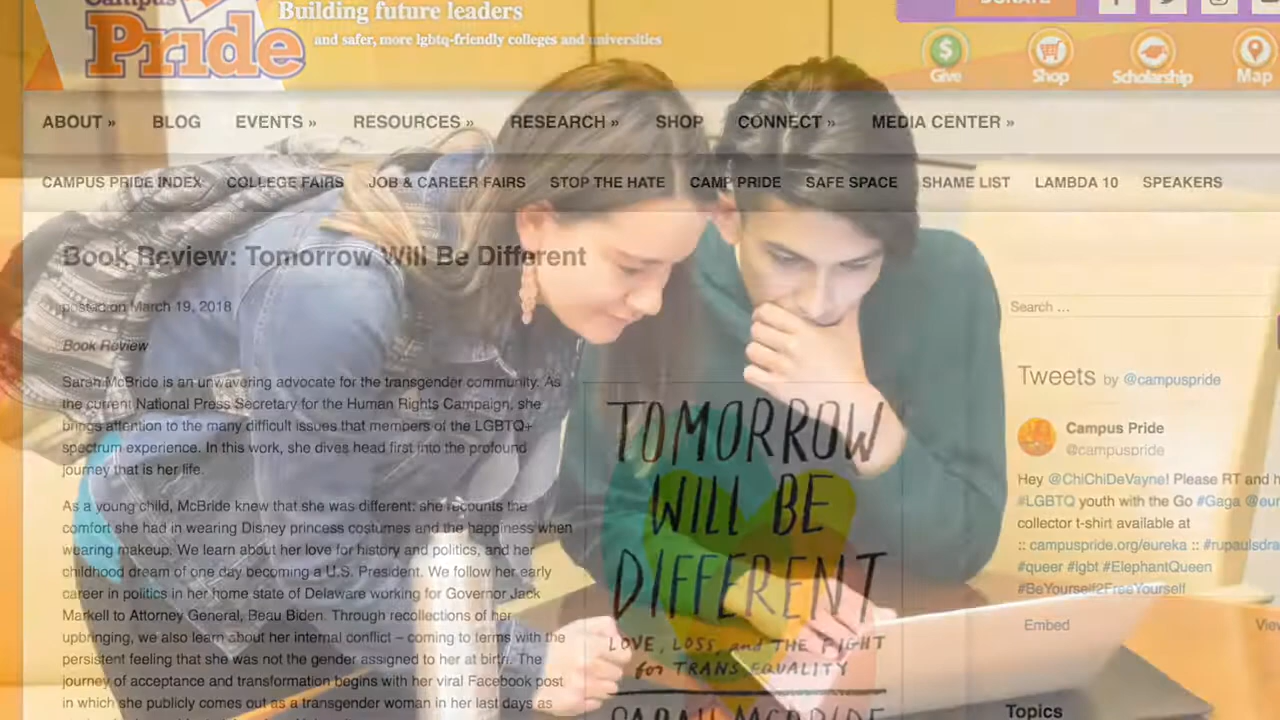 Campus
Pride
Building future leaders
and safer, more lgbtq-friendly colleges and universities
DONATE
Give
Shop
Scholarship
Map
ABOUT »
BLOG
EVENTS »
RESOURCES »
RESEARCH »
SHOP
CONNECT »
MEDIA CENTER »
CAMPUS PRIDE INDEX
COLLEGE FAIRS
JOB & CAREER FAIRS
STOP THE HATE
CAMP PRIDE
SAFE SPACE
SHAME LIST
LAMBDA 10
SPEAKERS
Book Review: Tomorrow Will Be Different
posted on March 19, 2018
Book Review
Sarah McBride is an unwavering advocate for the transgender community. As
the current National Press Secretary for the Human Rights Campaign, she
brings attention to the many difficult issues that members of the LGBTQ+
spectrum experience. In this work, she dives head first into the profound
journey that is her life.
As a young child, McBride knew that she was different: she recounts the
comfort she had in wearing Disney princess costumes and the happiness when
wearing makeup. We learn about her love for history and politics, and her
childhood dream of one day becoming a U.S. President. We follow her early
career in politics in her home state of Delaware working for Governor Jack
Markell to Attorney General, Beau Biden. Through recollections of her
upbringing, we also learn about her internal conflict – coming to terms with the
persistent feeling that she was not the gender assigned to her at birth. The
journey of acceptance and transformation begins with her viral Facebook post
in which she publicly comes out as a transgender woman in her last days as
TOMORROW
WILL BE
DIFFERENT
LOVE, LOSS, and THE FIGHT
for TRANS EQUALITY
SARAH McBRIDE
Search ...
Tweets by @campuspride
Campus Pride
@campuspride
Hey @ChiChiDeVayne! Please RT and h
#LGBTQ youth with the Go #Gaga @eur
collector t-shirt available at
:: campuspride.org/eureka :: #rupaulsdra
#queer #lgbt #ElephantQueen
#BeYourself2FreeYourself
Embed
Vie
Topics